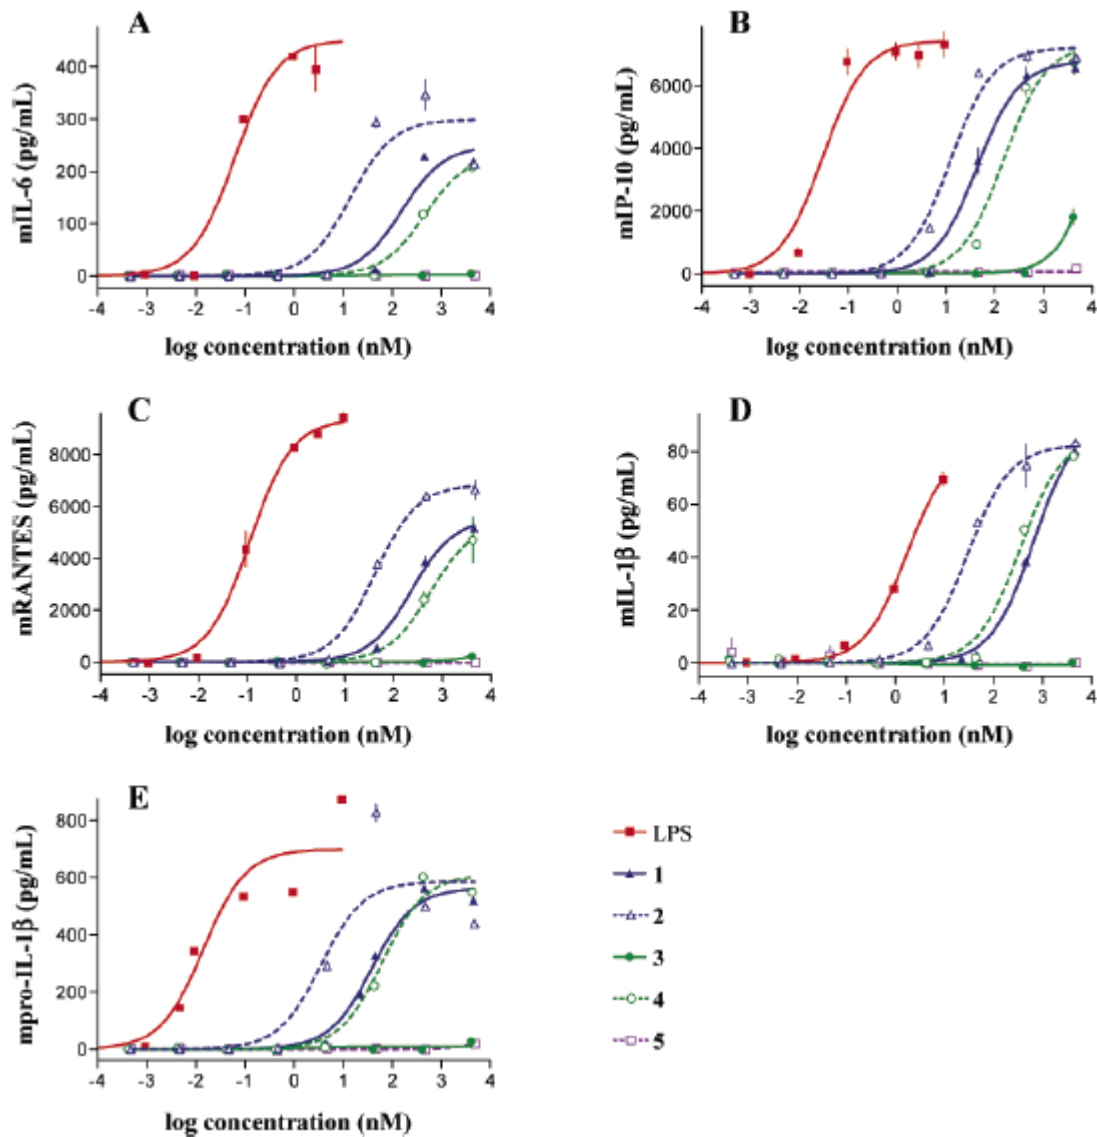 A
mIL-6 (pg/mL)
400
300
200
100
0
-4 -3 -2 -1 0 1 2 3 4
log concentration (nM)
B
mIP-10 (pg/mL)
6000
4000
2000
0
-4 -3 -2 -1 0 1 2 3 4
log concentration (nM)
C
mRANTES (pg/mL)
8000
6000
4000
2000
0
-4 -3 -2 -1 0 1 2 3 4
log concentration (nM)
D
mIL-1β (pg/mL)
80
60
40
20
0
-4 -3 -2 -1 0 1 2 3 4
log concentration (nM)
E
mpro-IL-1β (pg/mL)
800
600
400
200
0
-4 -3 -2 -1 0 1 2 3 4
log concentration (nM)
LPS
1
2
3
4
5